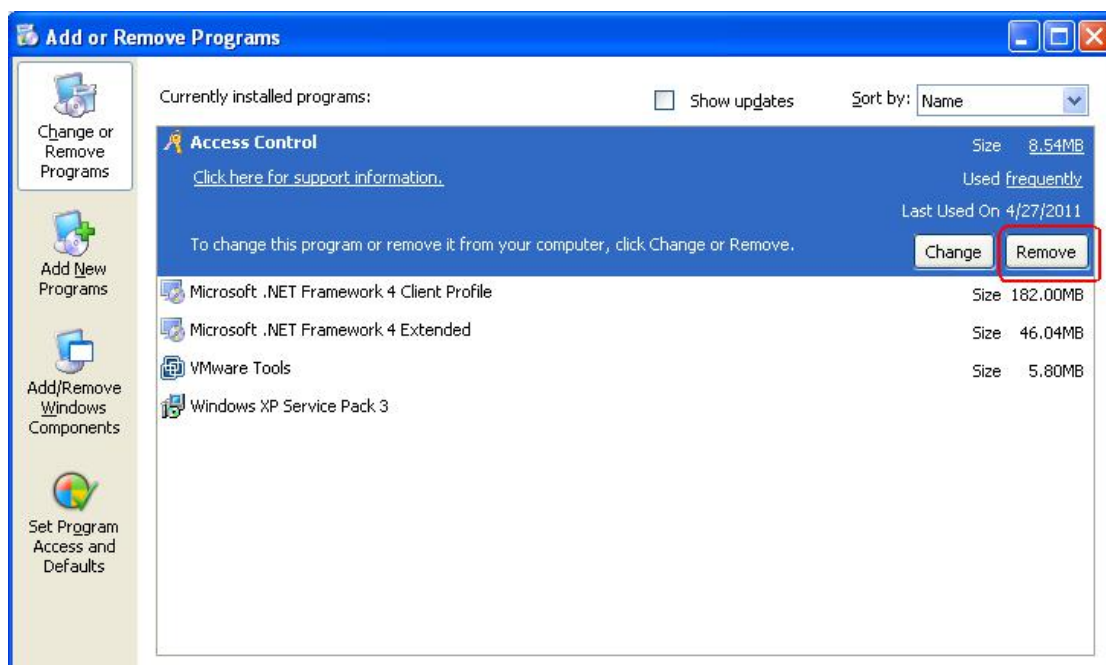 Add or Remove Programs
Change or
Remove
Programs
Add New
Programs
Add/Remove
Windows
Components
Set Program
Access and
Defaults
Currently installed programs:
Show updates
Sort by: Name
Access Control
Size 8.54MB
Click here for support information.
Used frequently
Last Used On 4/27/2011
To change this program or remove it from your computer, click Change or Remove.
Change Remove
Microsoft .NET Framework 4 Client Profile Size 182.00MB
Microsoft .NET Framework 4 Extended Size 46.04MB
VMware Tools Size 5.80MB
Windows XP Service Pack 3